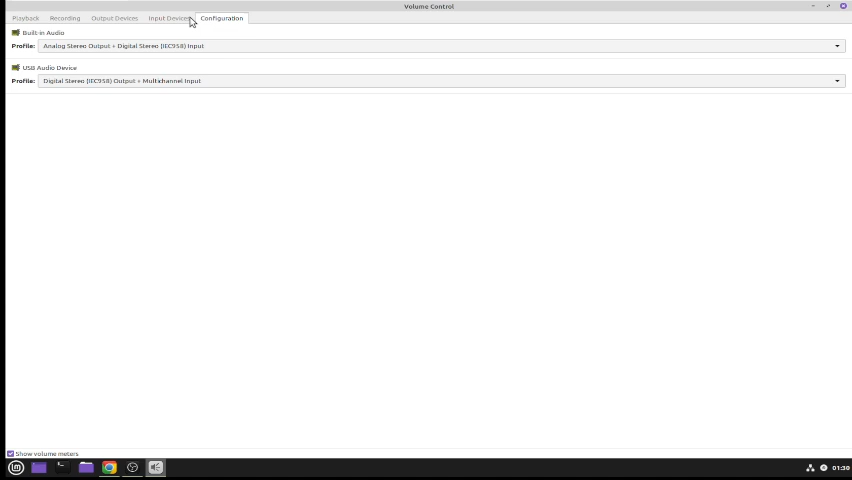 Volume Control
Playback Recording Output Devices Input Devices Configuration
Built-in Audio
Profile: Analog Stereo Output + Digital Stereo (IEC958) Input
USB Audio Device
Profile: Digital Stereo (IEC958) Output + Multichannel Input
Show volume meters
lm 01:30